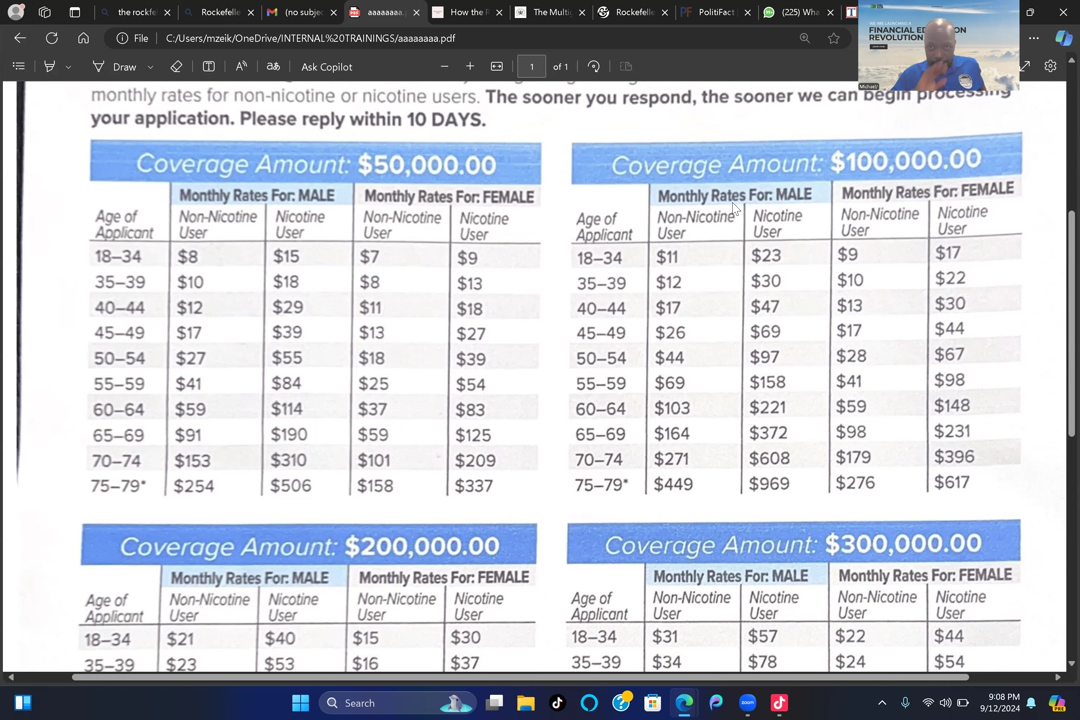 the rockf
Rockefelle
(no subje
aaaaaaaa.
How the R
The Multi
Rockefelle
PolitiFact
(225) Wha
File
C:/Users/mzeik/OneDrive/INTERNAL%20TRAININGS/aaaaaaaa.pdf
Draw
Ask Copilot
1 of 1
REVOLUTION
monthly rates for non-nicotine or nicotine users. The sooner you respond, the sooner we can begin processing
your application. Please reply within 10 DAYS.
Coverage Amount: $50,000.00
Monthly Rates For: MALE Monthly Rates For: FEMALE
Age of Applicant Non-Nicotine User Nicotine User Non-Nicotine User Nicotine User
18–34 $8 $15 $7 $9
35–39 $10 $18 $8 $13
40–44 $12 $29 $11 $18
45–49 $17 $39 $13 $27
50–54 $27 $55 $18 $39
55–59 $41 $84 $25 $54
60–64 $59 $114 $37 $83
65–69 $91 $190 $59 $125
70–74 $153 $310 $101 $209
75–79* $254 $506 $158 $337
Coverage Amount: $100,000.00
Monthly Rates For: MALE Monthly Rates For: FEMALE
Age of Applicant Non-Nicotine User Nicotine User Non-Nicotine User Nicotine User
18–34 $11 $23 $9 $17
35–39 $12 $30 $10 $22
40–44 $17 $47 $13 $30
45–49 $26 $69 $17 $44
50–54 $44 $97 $28 $67
55–59 $69 $158 $41 $98
60–64 $103 $221 $59 $148
65–69 $164 $372 $98 $231
70–74 $271 $608 $179 $396
75–79* $449 $969 $276 $617
Coverage Amount: $200,000.00
Monthly Rates For: MALE Monthly Rates For: FEMALE
Age of Applicant Non-Nicotine User Nicotine User Non-Nicotine User Nicotine User
18–34 $21 $40 $15 $30
35–39 $23 $53 $16 $37
Coverage Amount: $300,000.00
Monthly Rates For: MALE Monthly Rates For: FEMALE
Age of Applicant Non-Nicotine User Nicotine User Non-Nicotine User Nicotine User
18–34 $31 $57 $22 $44
35–39 $34 $78 $24 $54
Search
9:08 PM
9/12/2024